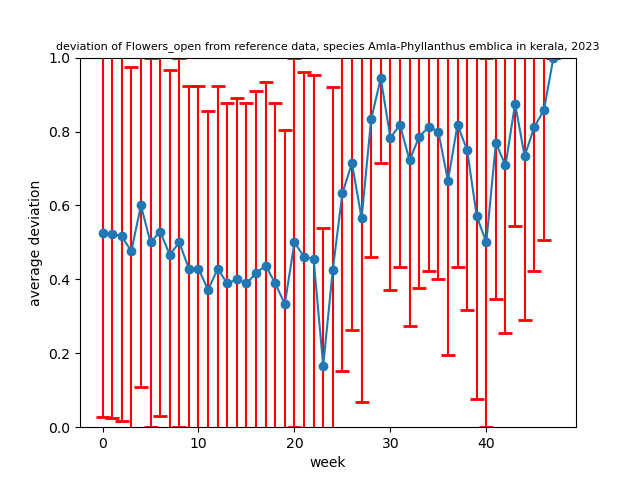 deviation of Flowers_open from reference data, species Amla-Phyllanthus emblica in kerala, 2023
1.0
0.8
0.6
0.4
0.2
0.0
average deviation
0 10 20 30 40
week